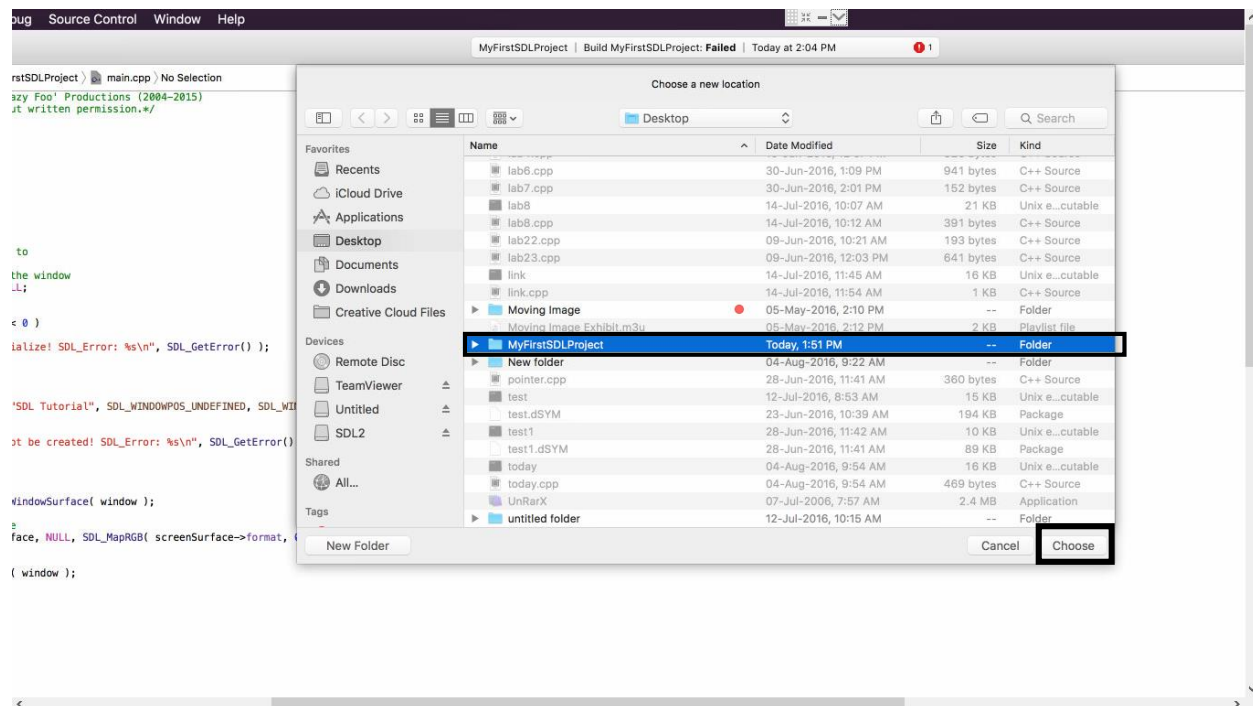 bug Source Control Window Help
MyFirstSDLProject | Build MyFirstSDLProject: Failed | Today at 2:04 PM 1
rstSDLProject main.cpp No Selection
azy Foo' Productions (2004-2015)
ut written permission.*/
to
the window
LL;
< 0 )
ialize! SDL_Error: %s\n", SDL_GetError() );
"SDL Tutorial", SDL_WINDOWPOS_UNDEFINED, SDL_WI
ot be created! SDL_Error: %s\n", SDL_GetError()
WindowSurface( window );
face, NULL, SDL_MapRGB( screenSurface->format,
( window );
Choose a new location
Desktop
Search
Favorites
Recents
iCloud Drive
Applications
Desktop
Documents
Downloads
Creative Cloud Files
Devices
Remote Disc
TeamViewer
Untitled
SDL2
Shared
All...
Tags
Name Date Modified Size Kind
lab6.cpp 30-Jun-2016, 1:09 PM 941 bytes C++ Source
lab7.cpp 30-Jun-2016, 2:01 PM 152 bytes C++ Source
lab8 14-Jul-2016, 10:07 AM 21 KB Unix e...cutable
lab8.cpp 14-Jul-2016, 10:12 AM 391 bytes C++ Source
lab22.cpp 09-Jun-2016, 10:21 AM 193 bytes C++ Source
lab23.cpp 09-Jun-2016, 12:03 PM 641 bytes C++ Source
link 14-Jul-2016, 11:45 AM 16 KB Unix e...cutable
link.cpp 14-Jul-2016, 11:54 AM 1 KB C++ Source
Moving Image 05-May-2016, 2:10 PM -- Folder
Moving Image Exhibit.m3u 05-May-2016, 2:12 PM 2 KB Playlist file
MyFirstSDLProject Today, 1:51 PM -- Folder
New folder 04-Aug-2016, 9:22 AM -- Folder
pointer.cpp 28-Jun-2016, 11:41 AM 360 bytes C++ Source
test 12-Jul-2016, 8:53 AM 15 KB Unix e...cutable
test.dSYM 23-Jun-2016, 10:39 AM 194 KB Package
test1 28-Jun-2016, 11:42 AM 10 KB Unix e...cutable
test1.dSYM 28-Jun-2016, 11:41 AM 89 KB Package
today 04-Aug-2016, 9:54 AM 16 KB Unix e...cutable
today.cpp 04-Aug-2016, 9:54 AM 469 bytes C++ Source
UnRarX 07-Jul-2006, 7:57 AM 2.4 MB Application
untitled folder 12-Jul-2016, 10:15 AM -- Folder
New Folder Cancel Choose